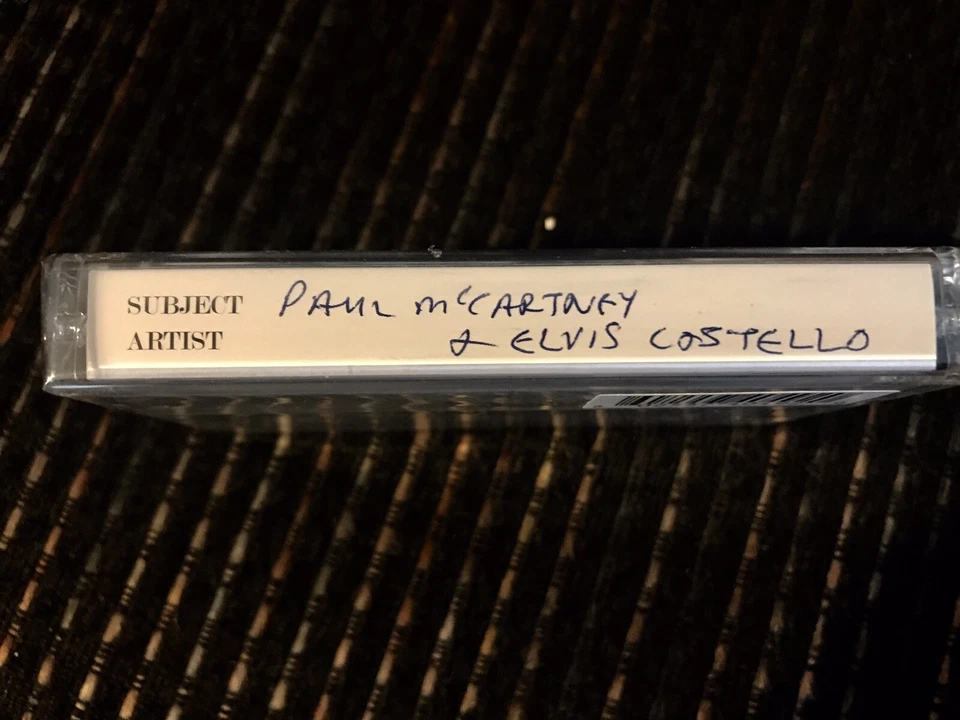 SUBJECT PAUL McCARTNEY
ARTIST & ELVIS COSTELLO